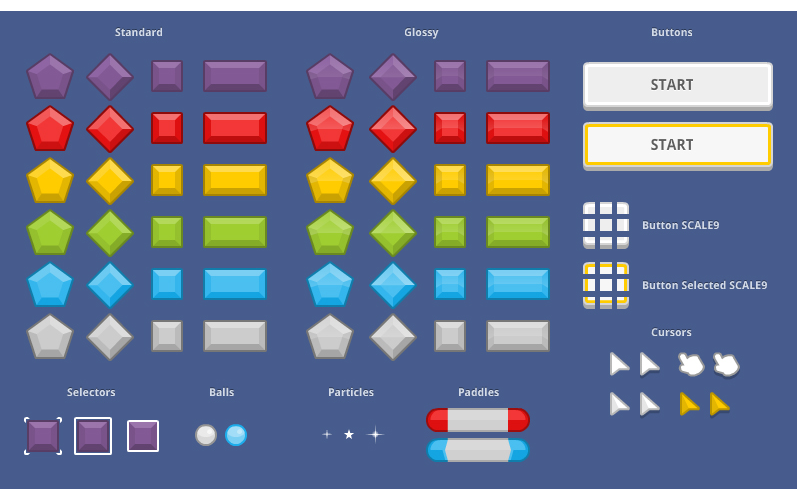 Standard
Glossy
Buttons
START
START
Button SCALE9
Button Selected SCALE9
Cursors
Selectors
Balls
Particles
Paddles